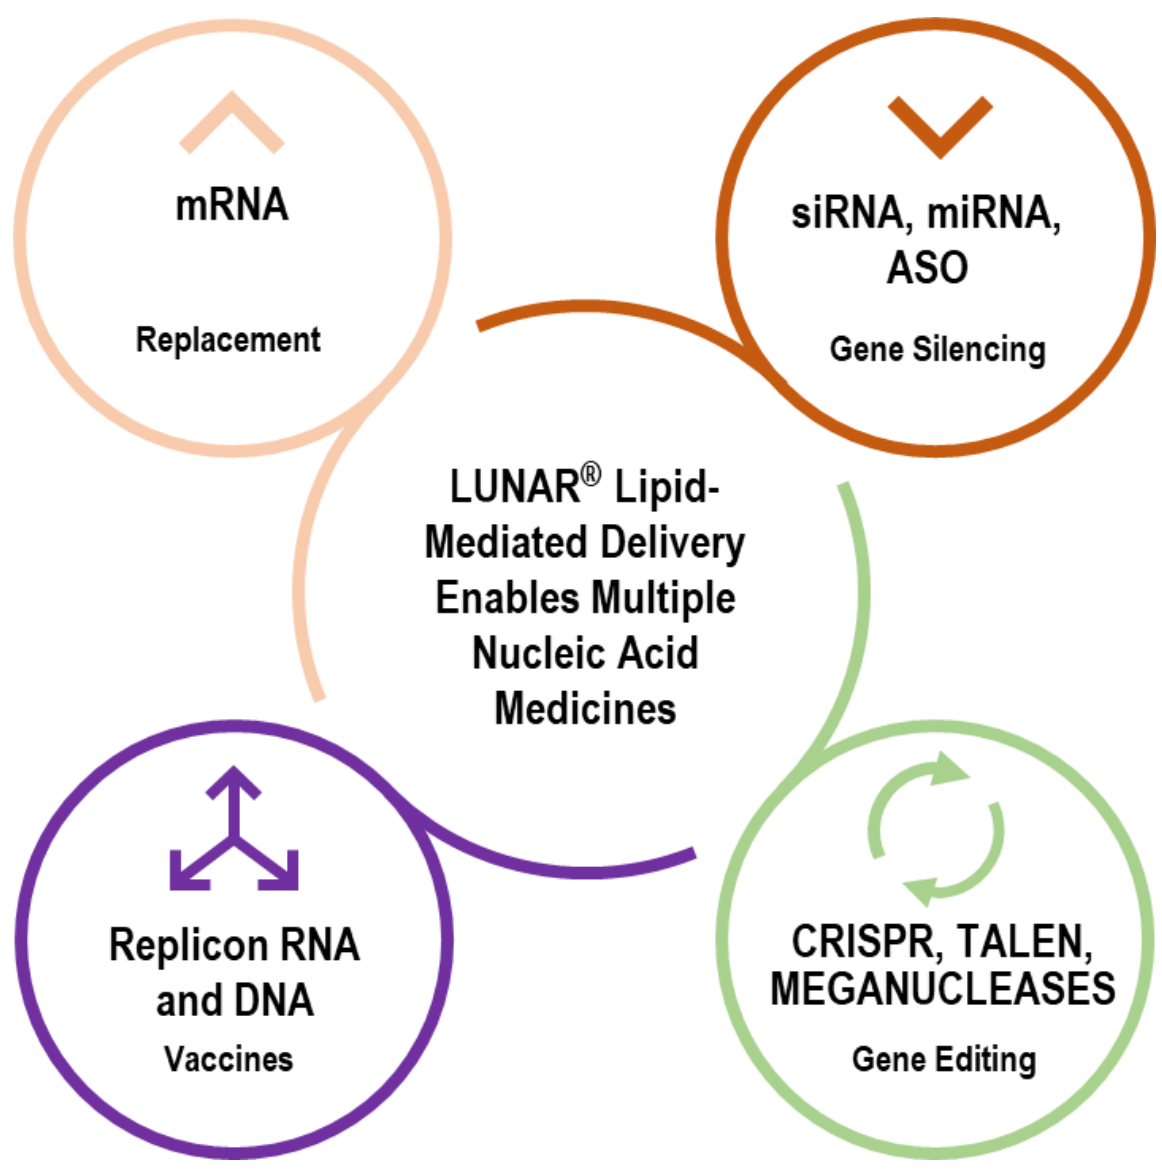 mRNA
Replacement
siRNA, miRNA,
ASO
Gene Silencing
LUNAR® Lipid-
Mediated Delivery
Enables Multiple
Nucleic Acid
Medicines
Replicon RNA
and DNA
Vaccines
CRISPR, TALEN,
MEGANUCLEASES
Gene Editing